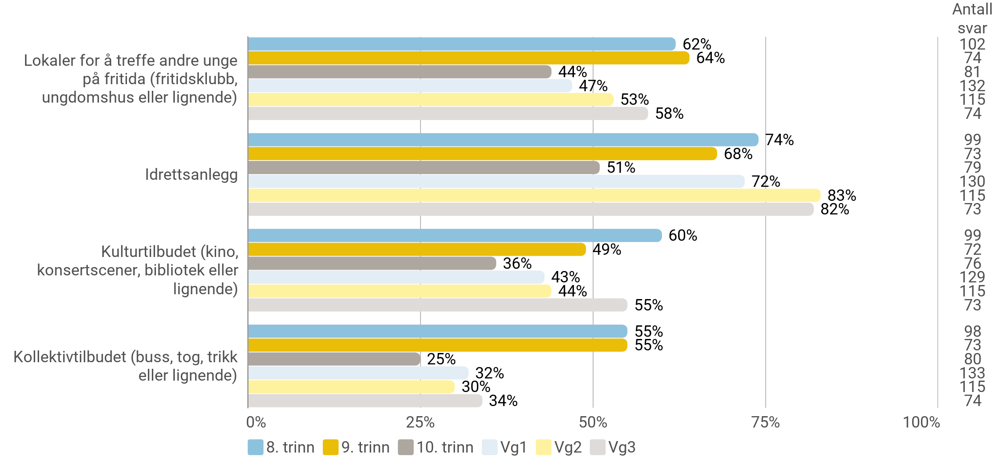 Antall
svar
Lokaler for å treffe andre unge
på fritida (fritidsklubb,
ungdomshus eller lignende)
62% 102
64% 74
44% 81
47% 132
53% 115
58% 74
Idrettsanlegg
74% 99
68% 73
51% 79
72% 130
83% 115
82% 73
Kulturtilbudet (kino,
konsertscener, bibliotek eller
lignende)
60% 99
49% 72
36% 76
43% 129
44% 115
55% 73
Kollektivtilbudet (buss, tog, trikk
eller lignende)
55% 98
55% 73
25% 80
32% 133
30% 115
34% 74
0% 25% 50% 75% 100%
8. trinn 9. trinn 10. trinn Vg1 Vg2 Vg3